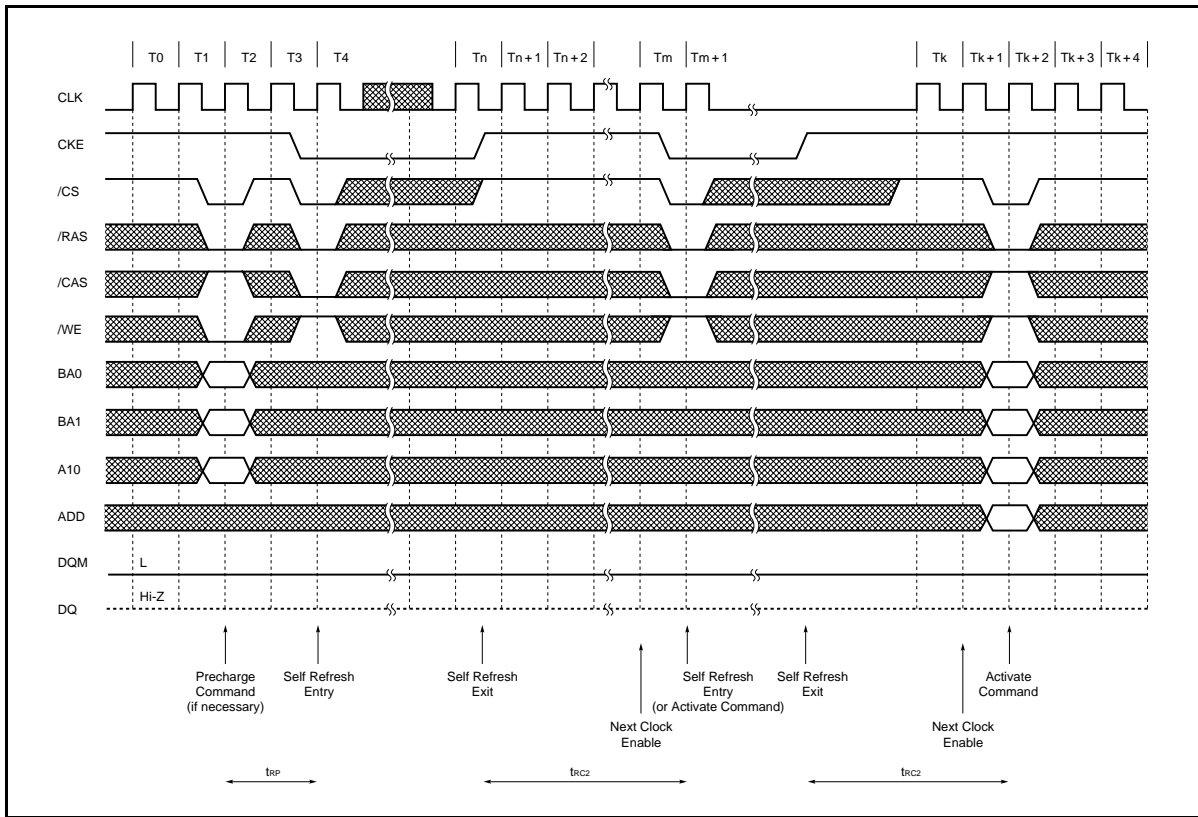 T0 T1 T2 T3 T4 Tn Tn + 1 Tn + 2 Tm Tm + 1 Tk Tk + 1 Tk + 2 Tk + 3 Tk + 4
CLK
CKE
/CS
/RAS
/CAS
/WE
BA0
BA1
A10
ADD
DQM L
Hi-Z
DQ
Precharge
Command
(if necessary)
Self Refresh
Entry
Self Refresh
Exit
Next Clock
Enable
Self Refresh
Entry
(or Activate Command)
Self Refresh
Exit
Next Clock
Enable
Activate
Command
tRP tRC2 tRC2